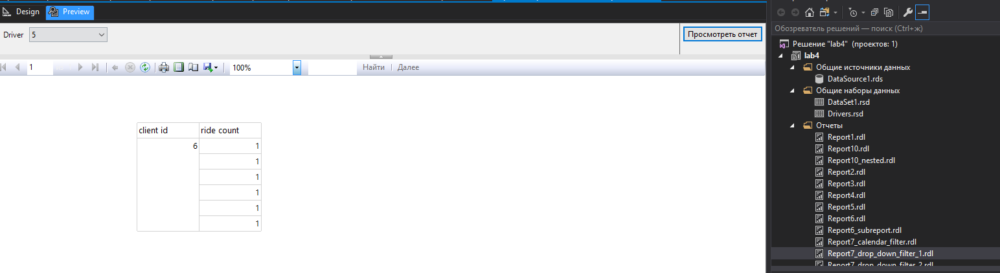 Design Preview
Driver 5 Просмотреть отчет
1 100% Найти | Далее
client id ride count
6 1
1
1
1
1
1
Обозреватель решений — поиск (Ctrl+ж)
Решение "lab4" (проектов: 1)
lab4
Общие источники данных
DataSource1.rds
Общие наборы данных
DataSet1.rsd
Drivers.rsd
Отчеты
Report1.rdl
Report10.rdl
Report10_nested.rdl
Report2.rdl
Report3.rdl
Report4.rdl
Report5.rdl
Report6.rdl
Report6_subreport.rdl
Report7_calendar_filter.rdl
Report7_drop_down_filter_1.rdl
Report7_drop_down_filter_2.rdl